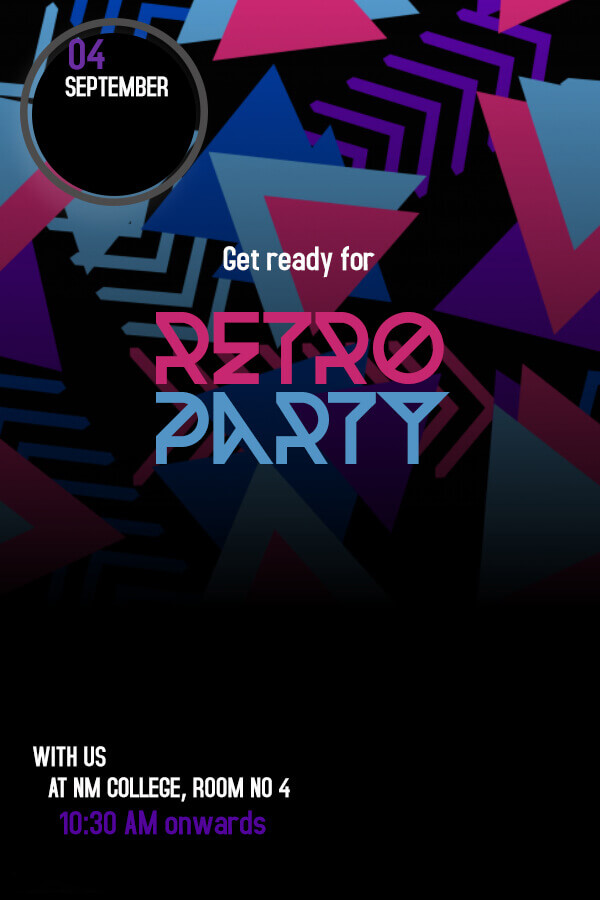 04
SEPTEMBER
Get ready for
RETRO
PARTY
WITH US
AT NM COLLEGE, ROOM NO 4
10:30 AM onwards